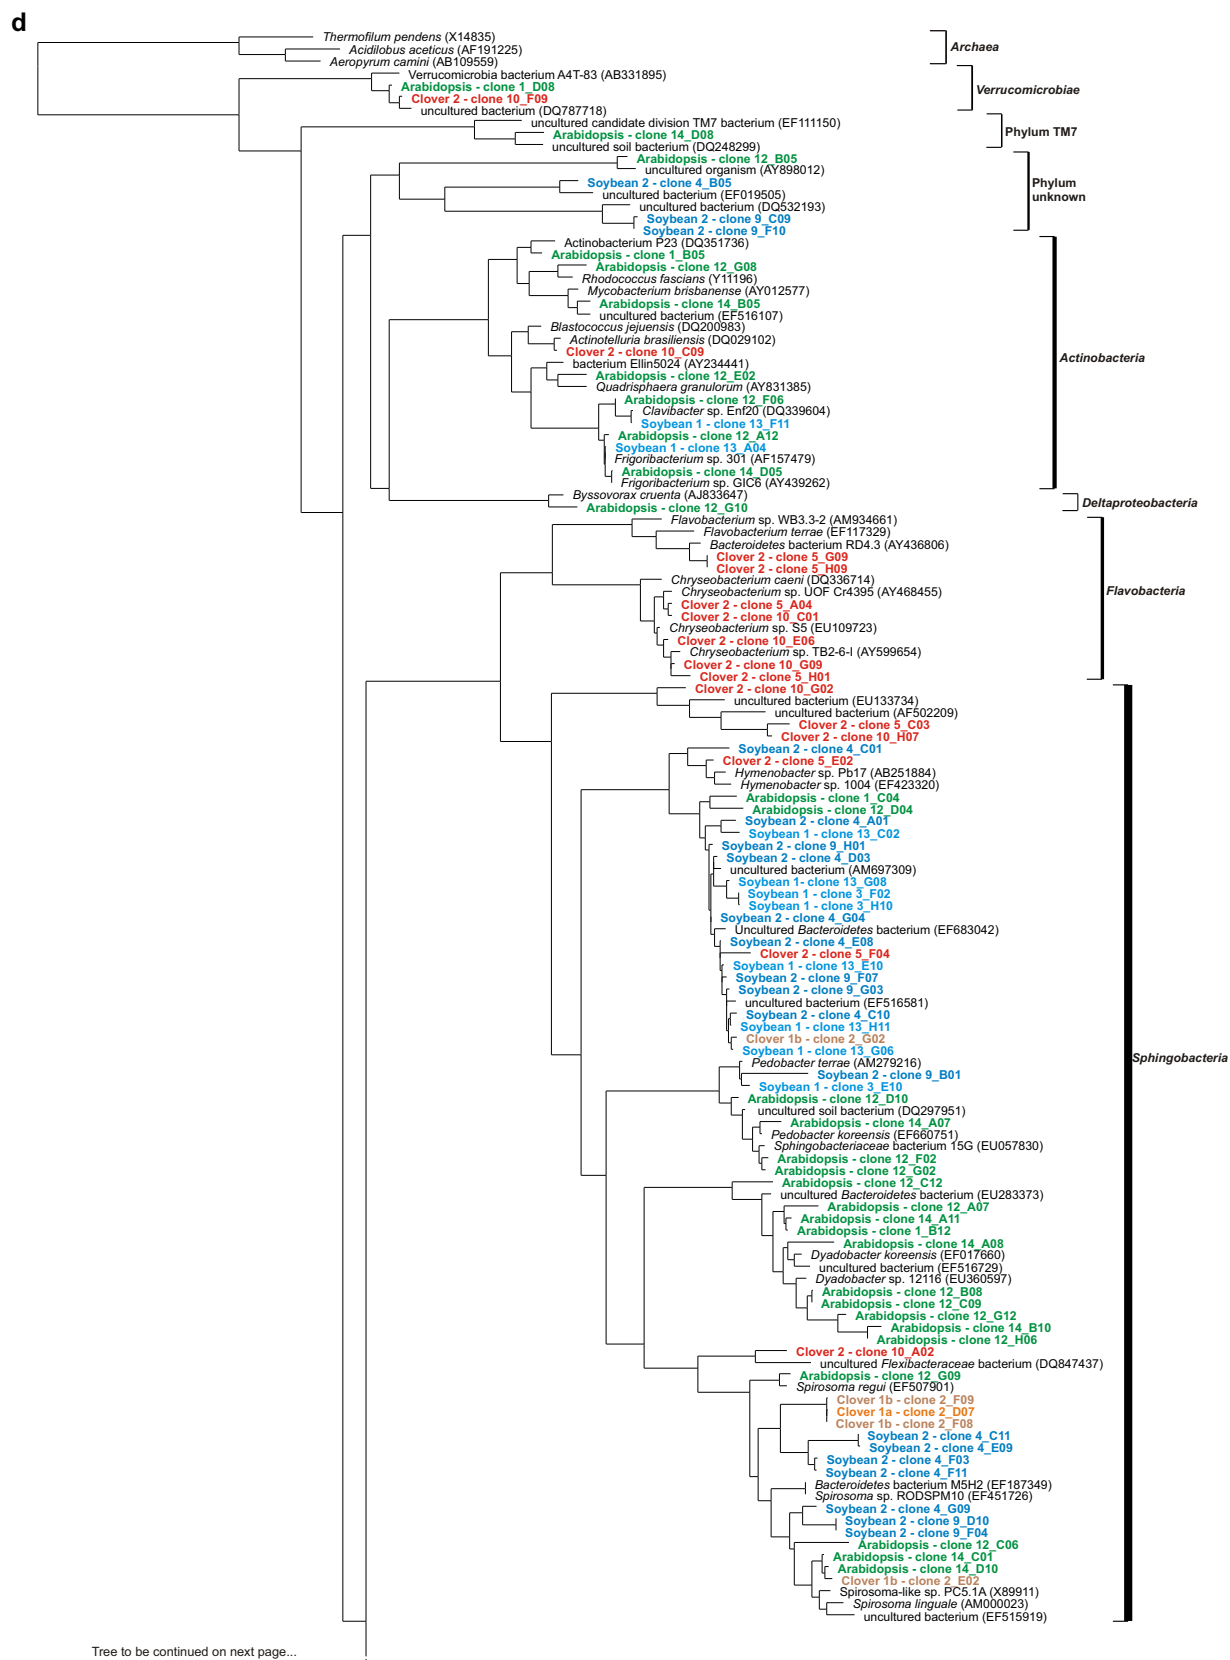 d
Thermofilum pendens (X14835)
Acidilobus aceticus (AF191225)
Aeropyrum camini (AB109559)
Archaea
Verrucomicrobia bacterium A4T-83 (AB331895)
Arabidopsis - clone 1_D08
Clover 2 - clone 10_F09
uncultured bacterium (DQ787718)
Verrucomicrobiae
uncultured candidate division TM7 bacterium (EF111150)
Arabidopsis - clone 14_D08
uncultured soil bacterium (DQ248299)
Phylum TM7
Arabidopsis - clone 12_B05
uncultured organism (AY898012)
Soybean 2 - clone 4_B05
uncultured bacterium (EF019505)
uncultured bacterium (DQ532193)
Soybean 2 - clone 9_C09
Soybean 2 - clone 9_F10
Phylum
unknown
Actinobacterium P23 (DQ351736)
Arabidopsis - clone 1_B05
Arabidopsis - clone 12_G08
Rhodococcus fascians (Y11196)
Mycobacterium brisbanense (AY012577)
Arabidopsis - clone 14_B05
uncultured bacterium (EF516107)
Blastococcus jejuensis (DQ200983)
Actinotelluria brasiliensis (DQ029102)
Clover 2 - clone 10_C09
bacterium Ellin5024 (AY234441)
Arabidopsis - clone 12_E02
Quadrisphaera granulorum (AY831385)
Arabidopsis - clone 12_F06
Clavibacter sp. Enf20 (DQ339604)
Soybean 1 - clone 13_F11
Arabidopsis - clone 12_A12
Soybean 1 - clone 13_A04
Frigoribacterium sp. 301 (AF157479)
Arabidopsis - clone 14_D05
Frigoribacterium sp. GIC6 (AY439262)
Actinobacteria
Byssovorax cruenta (AJ833647)
Arabidopsis - clone 12_G10
Deltaproteobacteria
Flavobacterium sp. WB3.3-2 (AM934661)
Flavobacterium terrae (EF117329)
Bacteroidetes bacterium RD4.3 (AY436806)
Clover 2 - clone 5_G09
Clover 2 - clone 5_H09
Chryseobacterium caeni (DQ336714)
Chryseobacterium sp. UOF Cr4395 (AY468455)
Clover 2 - clone 5_A04
Clover 2 - clone 10_C01
Chryseobacterium sp. S5 (EU109723)
Clover 2 - clone 10_E06
Chryseobacterium sp. TB2-6-I (AY599654)
Clover 2 - clone 10_G09
Clover 2 - clone 5_H01
Flavobacteria
Clover 2 - clone 10_G02
uncultured bacterium (EU133734)
uncultured bacterium (AF502209)
Clover 2 - clone 5_C03
Clover 2 - clone 10_H07
Soybean 2 - clone 4_C01
Clover 2 - clone 5_E02
Hymenobacter sp. Pb17 (AB251884)
Hymenobacter sp. 1004 (EF423320)
Arabidopsis - clone 1_C04
Arabidopsis - clone 12_D04
Soybean 2 - clone 4_A01
Soybean 1 - clone 13_C02
Soybean 2 - clone 9_H01
Soybean 2 - clone 4_D03
uncultured bacterium (AM697309)
Soybean 1- clone 13_G08
Soybean 1 - clone 3_F02
Soybean 1 - clone 3_H10
Soybean 2 - clone 4_G04
Uncultured Bacteroidetes bacterium (EF683042)
Soybean 2 - clone 4_E08
Clover 2 - clone 5_F04
Soybean 1 - clone 13_E10
Soybean 2 - clone 9_F07
Soybean 2 - clone 9_G03
uncultured bacterium (EF516581)
Soybean 2 - clone 4_C10
Soybean 1 - clone 13_H11
Clover 1b - clone 2_G02
Soybean 1 - clone 13_G06
Sphingobacteria
Pedobacter terrae (AM279216)
Soybean 2 - clone 9_B01
Soybean 1 - clone 3_E10
Arabidopsis - clone 12_D10
uncultured soil bacterium (DQ297951)
Arabidopsis - clone 14_A07
Pedobacter koreensis (EF660751)
Sphingobacteriaceae bacterium 15G (EU057830)
Arabidopsis - clone 12_F02
Arabidopsis - clone 12_G02
Arabidopsis - clone 12_C12
uncultured Bacteroidetes bacterium (EU283373)
Arabidopsis - clone 12_A07
Arabidopsis - clone 14_A11
Arabidopsis - clone 1_B12
Arabidopsis - clone 14_A08
Dyadobacter koreensis (EF017660)
uncultured bacterium (EF516729)
Dyadobacter sp. 12116 (EU360597)
Arabidopsis - clone 12_B08
Arabidopsis - clone 12_C09
Arabidopsis - clone 12_G12
Arabidopsis - clone 14_B10
Arabidopsis - clone 12_H06
Clover 2 - clone 10_A02
uncultured Flexibacteraceae bacterium (DQ847437)
Arabidopsis - clone 12_G09
Spirosoma regui (EF507901)
Clover 1b - clone 2_F09
Clover 1a - clone 2_D07
Clover 1b - clone 2_F08
Soybean 2 - clone 4_C11
Soybean 2 - clone 4_E09
Soybean 2 - clone 4_F03
Soybean 2 - clone 4_F11
Bacteroidetes bacterium M5H2 (EF187349)
Spirosoma sp. RODSPM10 (EF451726)
Soybean 2 - clone 4_G09
Soybean 2 - clone 9_D10
Soybean 2 - clone 9_F04
Arabidopsis - clone 12_C06
Arabidopsis - clone 14_C01
Arabidopsis - clone 14_D10
Clover 1b - clone 2_E02
Spirosoma-like sp. PC5.1A (X89911)
Spirosoma linguale (AM000023)
uncultured bacterium (EF515919)
Tree to be continued on next page...